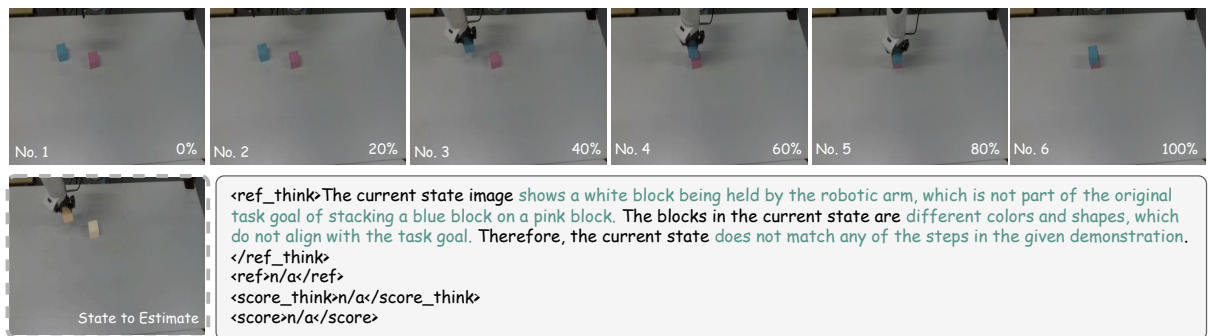 No. 1 0% No. 2 20% No. 3 40% No. 4 60% No. 5 80% No. 6 100%
<ref_think>The current state image shows a white block being held by the robotic arm, which is not part of the original
task goal of stacking a blue block on a pink block. The blocks in the current state are different colors and shapes, which
do not align with the task goal. Therefore, the current state does not match any of the steps in the given demonstration.
</ref_think>
<ref>n/a</ref>
<score_think>n/a</score_think>
<score>n/a</score>
State to Estimate